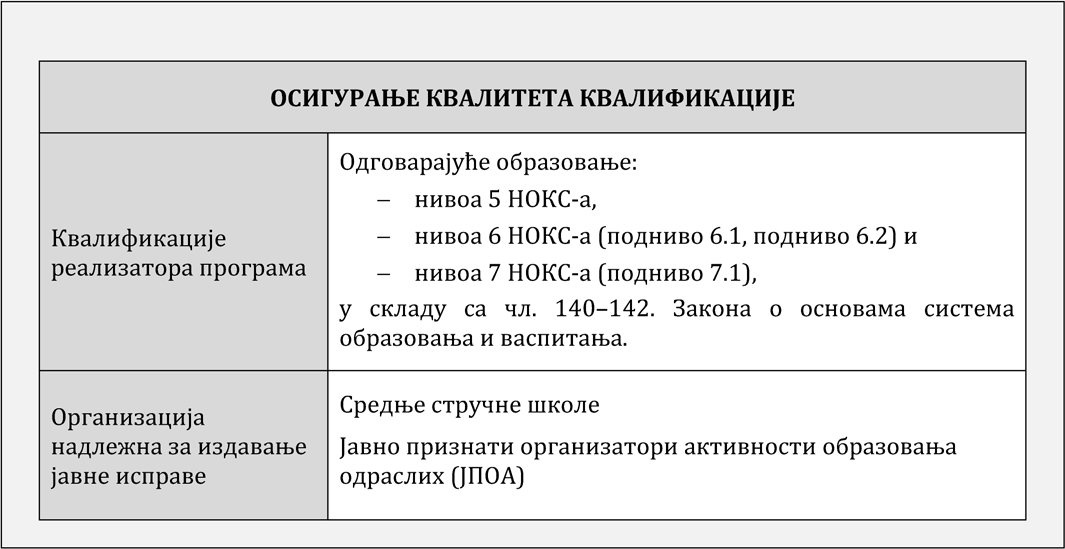 ОСИГУРАЊЕ КВАЛИТЕТА КВАЛИФИКАЦИЈЕ
Квалификације
реализатора програма
Одговарајуће образовање:
– нивоа 5 НОКС-а,
– нивоа 6 НОКС-а (подниво 6.1, подниво 6.2) и
– нивоа 7 НОКС-а (подниво 7.1),
у складу са чл. 140–142. Закона о основама система
образовања и васпитања.
Организација
надлежна за издавање
јавне исправе
Средње стручне школе
Јавно признати организатори активности образовања
одраслих (ЈПОА)